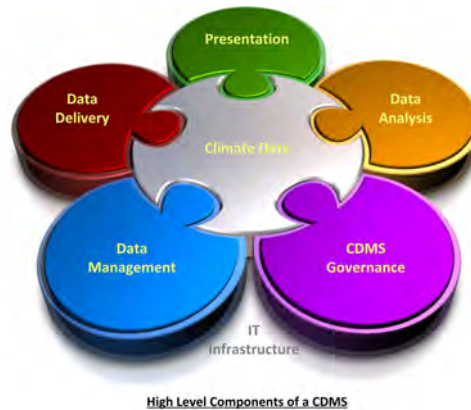 Presentation
Data
Delivery
Data
Analysis
Climate Data
Data
Management
CDMS
Governance
IT
infrastructure
High Level Components of a CDMS